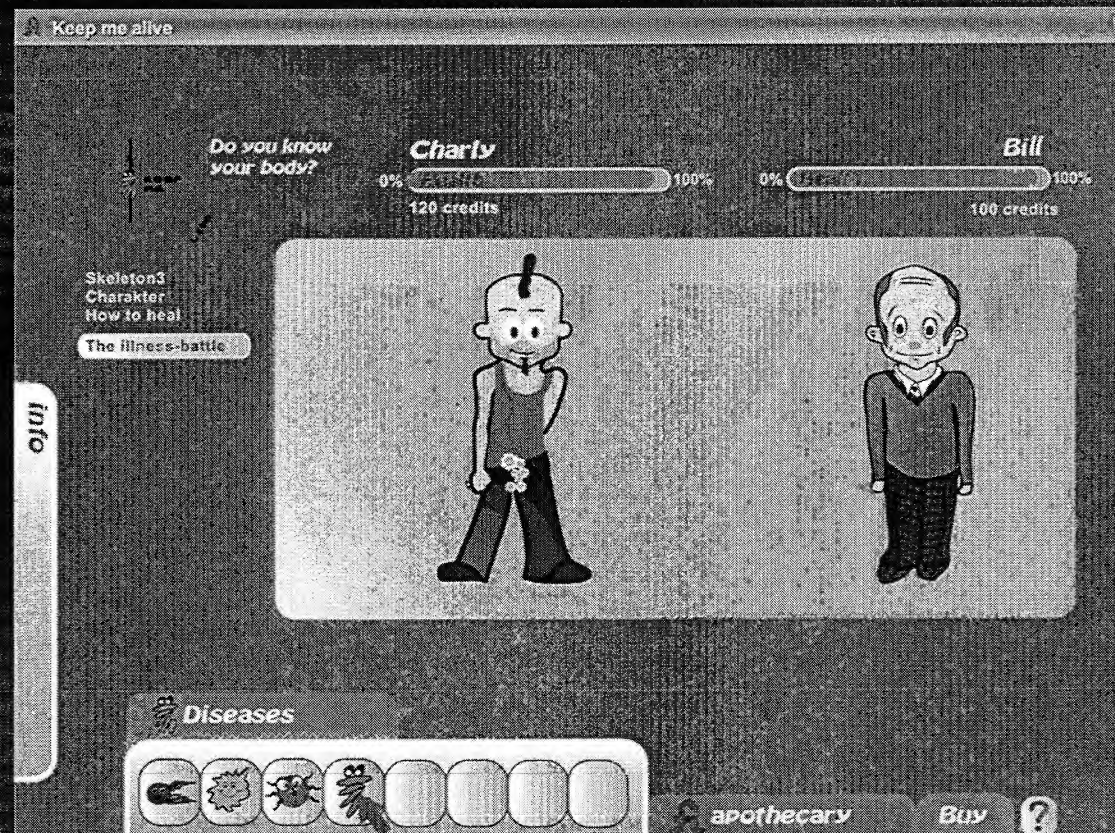 Keep me alive
Do you know
your body?
Charly
Bill
0%
100%
0%
100%
120 credits
100 credits
Skeleton3
Charakter
How to heal
The illness-battle
info
Diseases
apothecary
Buy
?